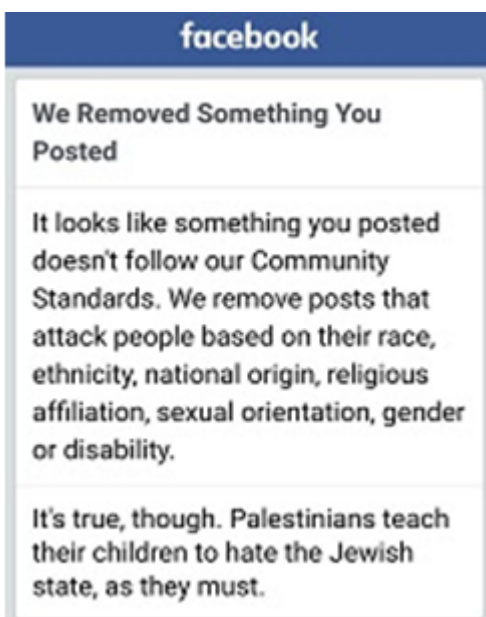 facebook
We Removed Something You
Posted
It looks like something you posted
doesn't follow our Community
Standards. We remove posts that
attack people based on their race,
ethnicity, national origin, religious
affiliation, sexual orientation, gender
or disability.
It's true, though. Palestinians teach
their children to hate the Jewish
state, as they must.